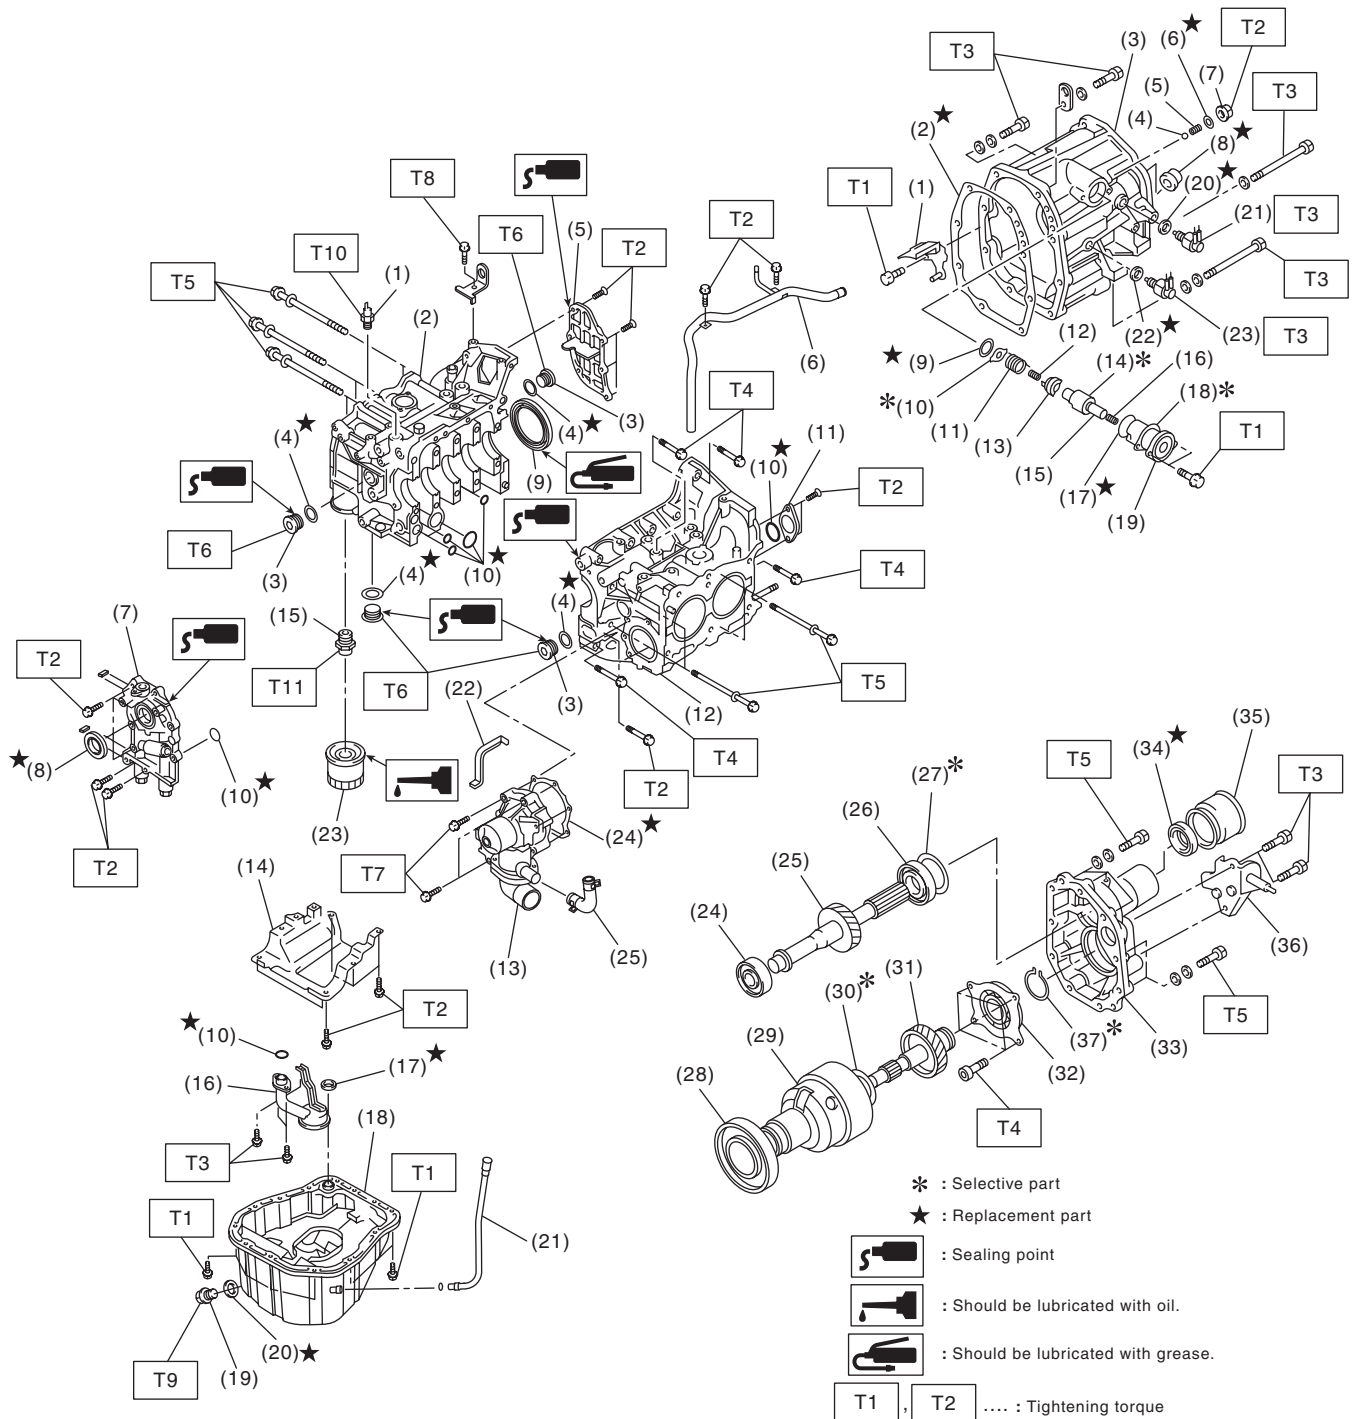 T2
(6)★
(3)
T3
(7)
T3
(5)
(4)
(2)★
(8)★
T8
T1
(1)
(20)★
(21)
T3
T6
(5)
T2
T2
T10
(1)
T3
T5
(2)
(22)★
(23)
T3
(6)
(12)
(14)*
(16)
★(9)
(18)*
*(10)
T4
(3)
(4)★
(4)★
(11)
(11)
(13)
T1
(10)★
(15)
(17)★
(19)
(9)
T2
T6
(3)
(4)★
(10)★
T4
(4)★
(7)
(15)
T2
T11
T6
(22)
(3)
(12)
T5
(35)
(34)★
T4
T5
T3
★(8)
(10)★
(27)*
T2
(26)
(23)
(24)★
T2
T7
(25)
(14)
(36)
(24)
(13)
(25)
(31)
(30)*
T2
T5
(37)*
(33)
★(10)
(29)
(32)
(17)★
(16)
(28)
(18)
T4
T3
T1
* : Selective part
T1
★ : Replacement part
(21)
: Sealing point
: Should be lubricated with oil.
(20)★
: Should be lubricated with grease.
T9
(19)
T1 , T2 .... : Tightening torque